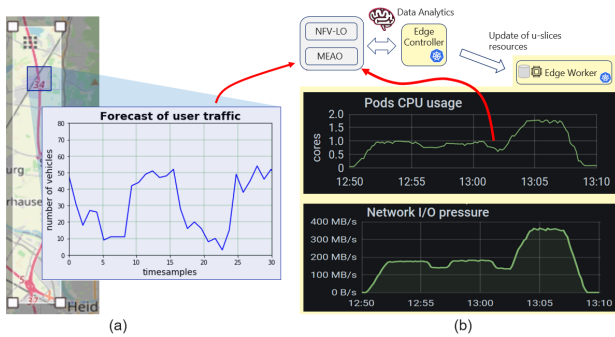 /34
urg
rhause
5
37
Heid
Forecast of user traffic
number of vehicles
80
70
60
50
40
30
20
10
0
0 5 10 15 20 25 30
timesamples
(a)
NFV-LO
MEAO
Data Analytics
Edge
Controller
Update of u-slices
resources
Edge Worker
Pods CPU usage
cores
2.0
1.5
1.0
0.5
0
12:50 12:55 13:00 13:05 13:10
Network I/O pressure
400 MB/s
300 MB/s
200 MB/s
100 MB/s
0 B/s
12:50 12:55 13:00 13:05 13:10
(b)